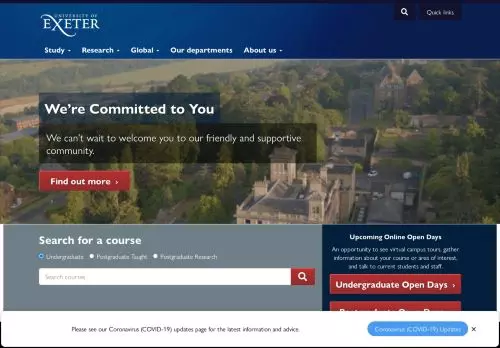 UNIVERSITY OF
EXETER
Quick links
Study
Research
Global
Our departments
About us
We're Committed to You
We can't wait to welcome you to our friendly and supportive
community.
Find out more ›
Search for a course
Undergraduate
Postgraduate Taught
Postgraduate Research
Search courses
Upcoming Online Open Days
An opportunity to see virtual campus tours, gather
information about your course or area of interest,
and talk to current students and staff.
Undergraduate Open Days ›
Please see our Coronavirus (COVID-19) updates page for the latest information and advice.
Coronavirus (COVID-19) Updates
×